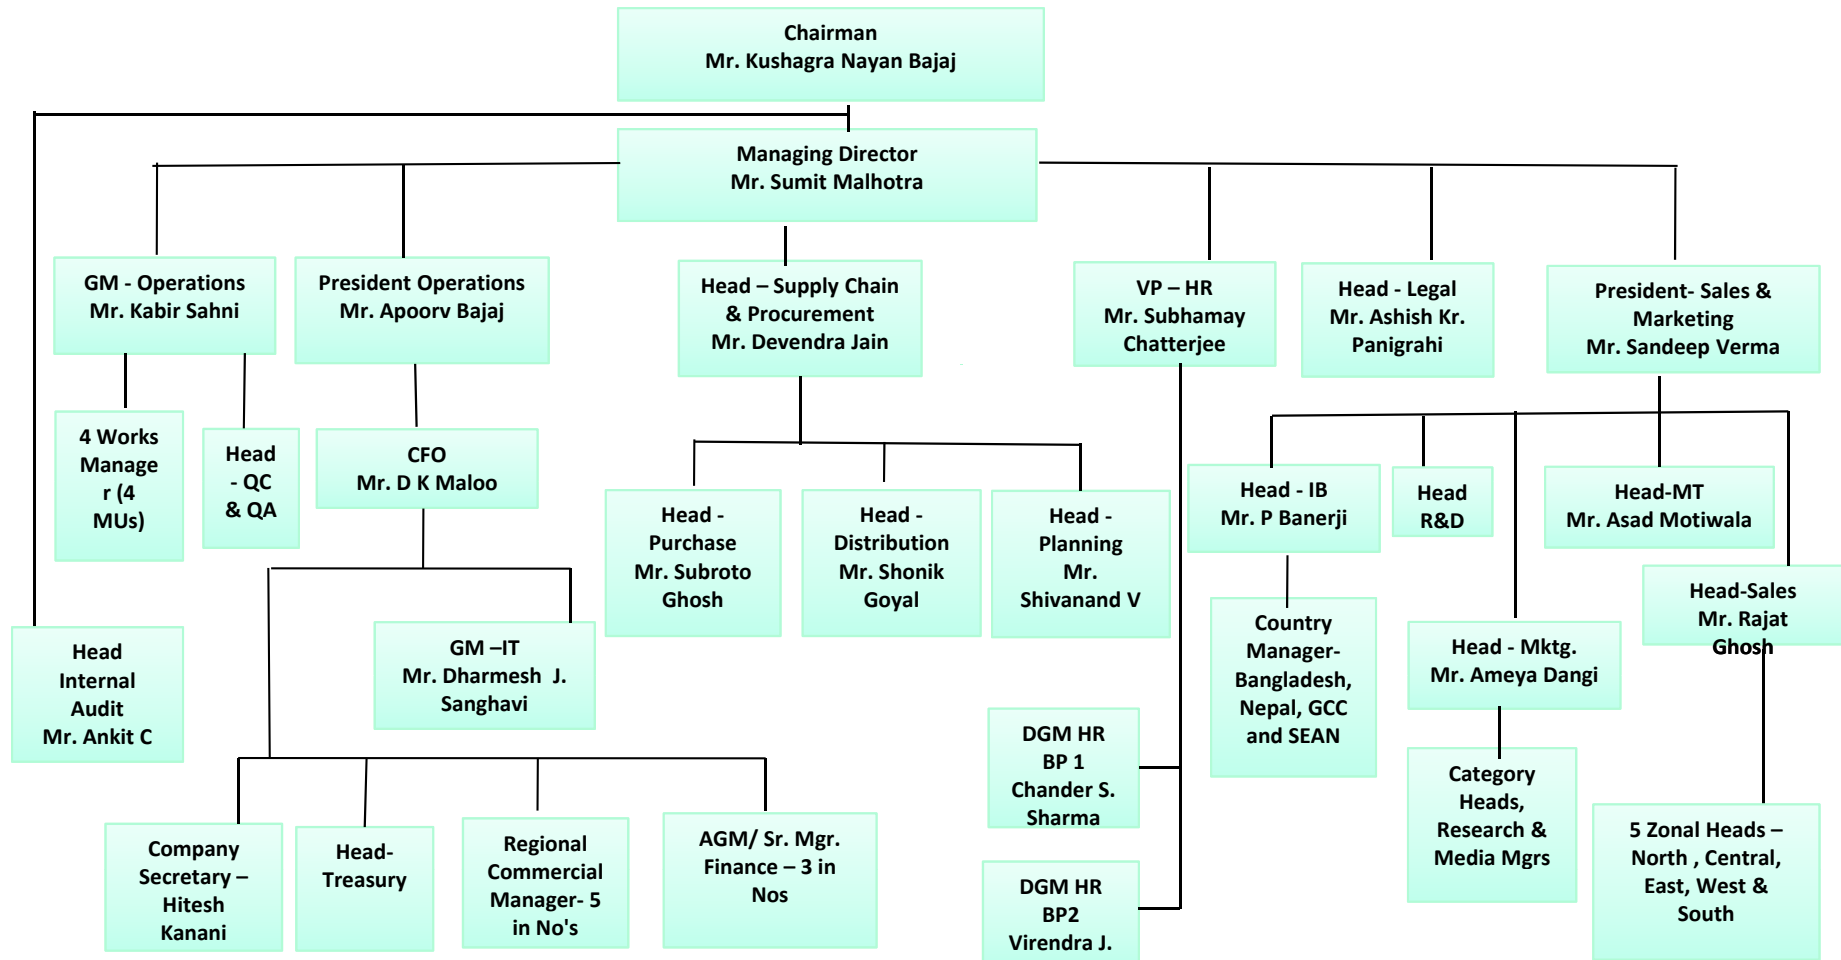 Chairman
Mr. Kushagra Nayan Bajaj
Managing Director
Mr. Sumit Malhotra
GM - Operations
Mr. Kabir Sahni
President Operations
Mr. Apoorv Bajaj
Head – Supply Chain
& Procurement
Mr. Devendra Jain
VP – HR
Mr. Subhamay
Chatterjee
Head - Legal
Mr. Ashish Kr.
Panigrahi
President- Sales &
Marketing
Mr. Sandeep Verma
4 Works
Manage
r (4
MUs)
Head
- QC
& QA
CFO
Mr. D K Maloo
Head -
Purchase
Mr. Subroto
Ghosh
Head -
Distribution
Mr. Shonik
Goyal
Head -
Planning
Mr.
Shivanand V
Head - IB
Mr. P Banerji
Head
R&D
Head-MT
Mr. Asad Motiwala
Head-Sales
Mr. Rajat
Ghosh
Head
Internal
Audit
Mr. Ankit C
GM –IT
Mr. Dharmesh J.
Sanghavi
Country
Manager-
Bangladesh,
Nepal, GCC
and SEAN
Head - Mktg.
Mr. Ameya Dangi
DGM HR
BP 1
Chander S.
Sharma
Category
Heads,
Research &
Media Mgrs
5 Zonal Heads –
North , Central,
East, West &
South
Company
Secretary –
Hitesh
Kanani
Head-
Treasury
Regional
Commercial
Manager- 5
in No's
AGM/ Sr. Mgr.
Finance – 3 in
Nos
DGM HR
BP2
Virendra J.